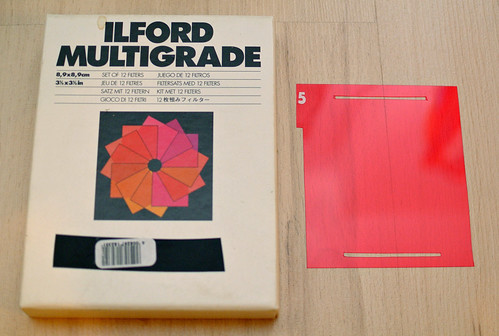 ILFORD
MULTIGRADE
8,9x8,9cm SET OF 12 FILTERS JUEGO DE 12 FILTROS
3½x3½in JEU DE 12 FILTRES FILTERSATS MED 12 FILTERS
SATZ MIT 12 FILTERN KIT MET 12 FILTERS
GIOCO DI 12 FILTRI 12枚組みフィルター
5